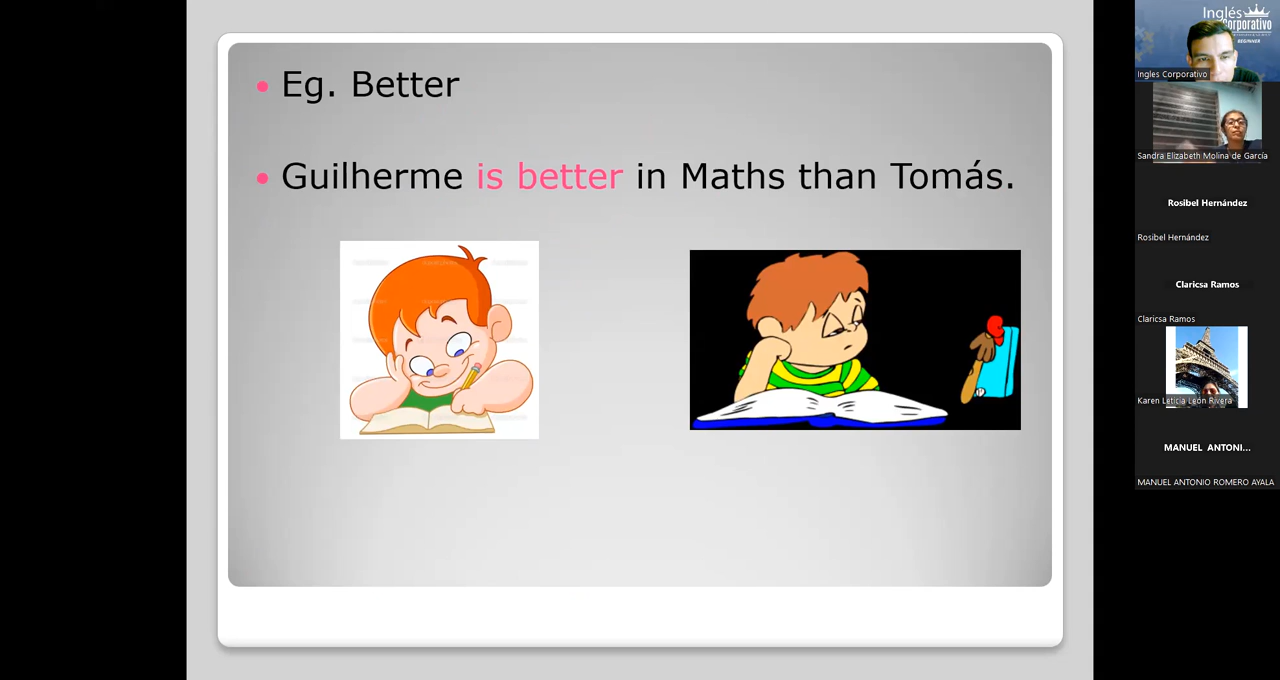 Eg. Better
Guilherme is better in Maths than Tomás.
Inglés
Corporativo
BEGINNER
Ingles Corporativo
Sandra Elizabeth Molina de García
Rosibel Hernández
Rosibel Hernández
Claricsa Ramos
Claricsa Ramos
Karen Leticia León Rivera
MANUEL ANTONI...
MANUEL ANTONIO ROMERO AYALA